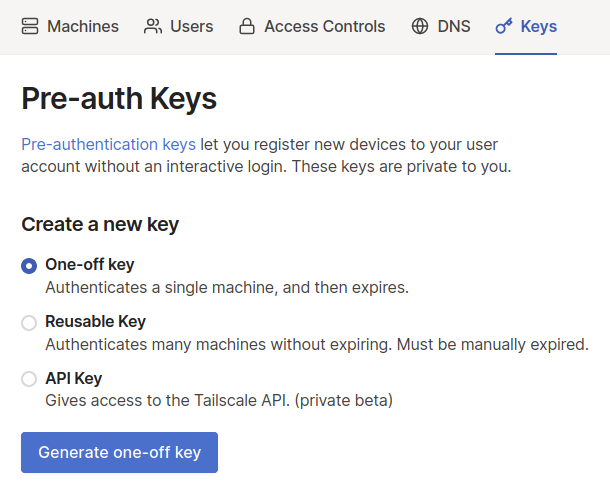 Machines Users Access Controls DNS Keys
Pre-auth Keys
Pre-authentication keys let you register new devices to your user
account without an interactive login. These keys are private to you.
Create a new key
One-off key
Authenticates a single machine, and then expires.
Reusable Key
Authenticates many machines without expiring. Must be manually expired.
API Key
Gives access to the Tailscale API. (private beta)
Generate one-off key